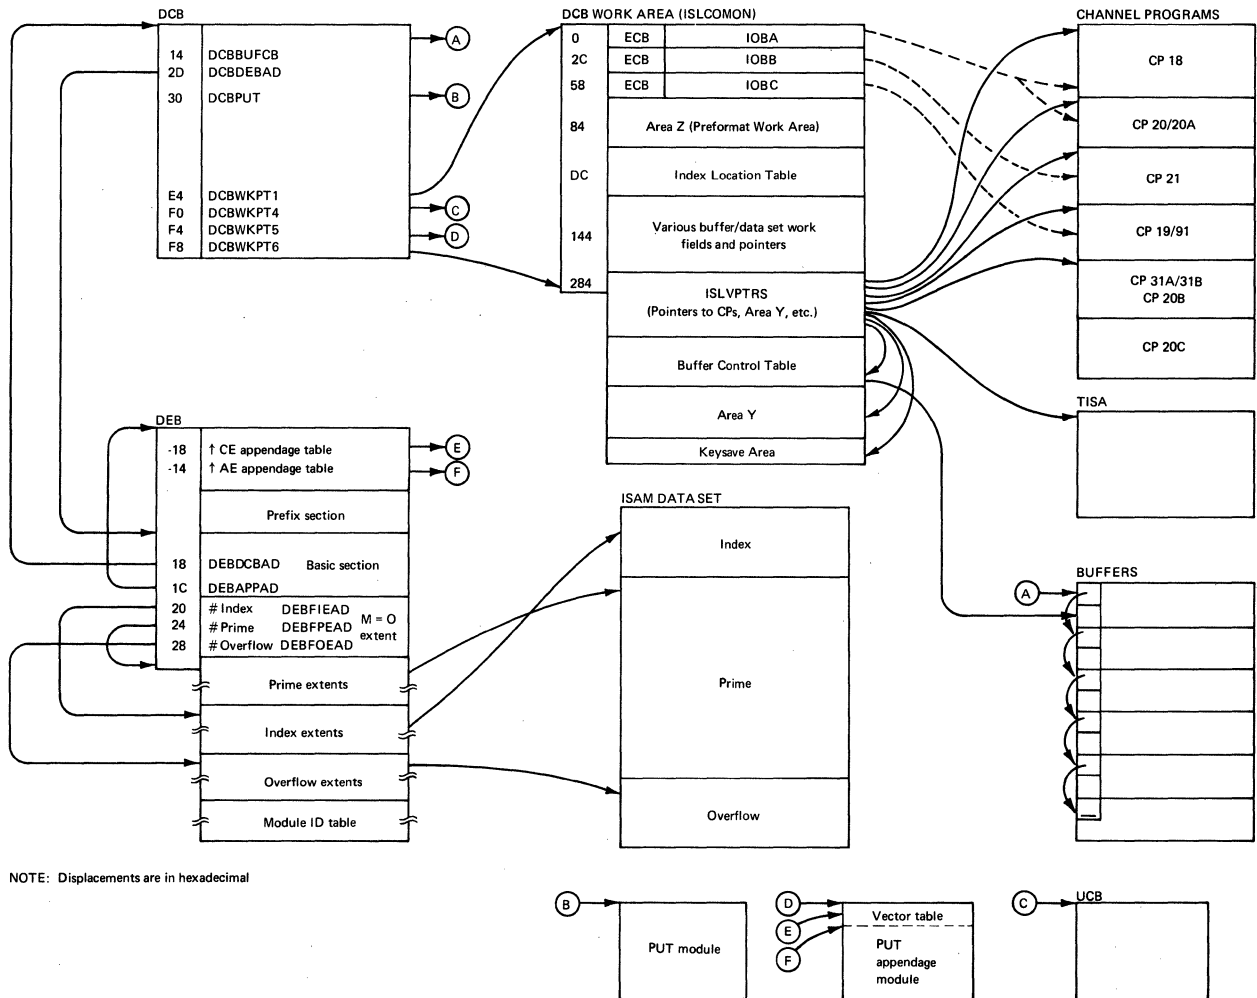 DCB
14 DCBBUFCB
2D DCBDEBAD
30 DCBPUT
E4 DCBWKPT1
F0 DCBWKPT4
F4 DCBWKPT5
F8 DCBWKPT6
A
B
C
D
DCB WORK AREA (ISLCOMON)
0 ECB IOBA
2C ECB IOBB
58 ECB IOBC
84 Area Z (Preformat Work Area)
DC Index Location Table
144 Various buffer/data set work
fields and pointers
284
ISLVPTRS
(Pointers to CPs, Area Y, etc.)
Buffer Control Table
Area Y
Keysave Area
CHANNEL PROGRAMS
CP 18
CP 20/20A
CP 21
CP 19/91
CP 31A/31B
CP 20B
CP 20C
TISA
DEB
-18 ↑ CE appendage table
-14 ↑ AE appendage table
E
F
Prefix section
18 DEBDCBAD Basic section
1C DEBAPPAD
20 # Index DEBFIEAD
24 # Prime DEBFPEAD
28 # Overflow DEBFOEAD
M = O
extent
Prime extents
Index extents
Overflow extents
Module ID table
ISAM DATA SET
Index
Prime
Overflow
BUFFERS
A
NOTE: Displacements are in hexadecimal
B
PUT module
D
E
F
Vector table
PUT
appendage
module
C
UCB